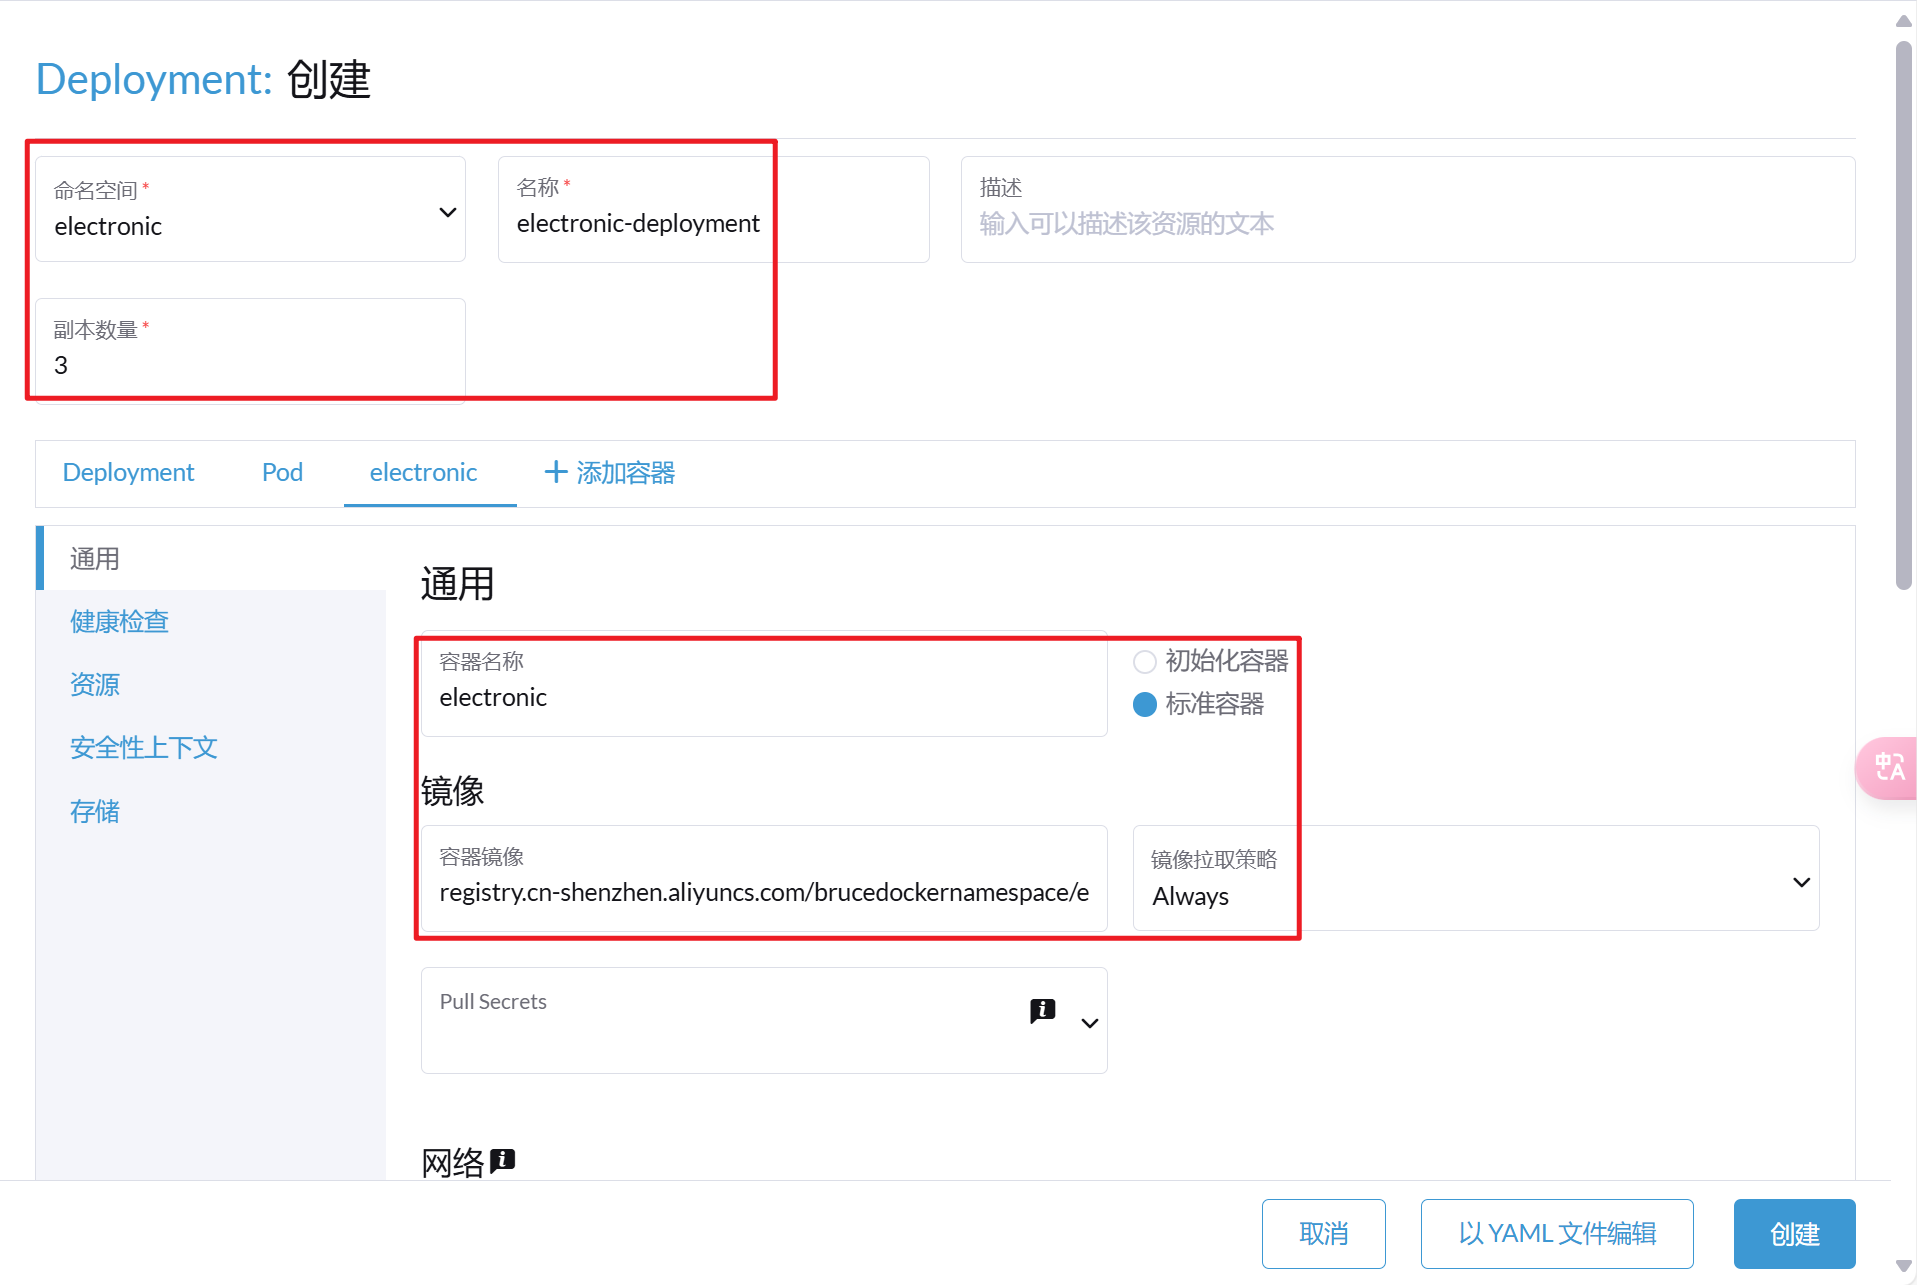 Deployment: 创建
命名空间 *
electronic
名称 *
electronic-deployment
描述
输入可以描述该资源的文本
副本数量 *
3
Deployment
Pod
electronic
+ 添加容器
通用
健康检查
资源
安全性上下文
存储
通用
容器名称
electronic
初始化容器
标准容器
镜像
容器镜像
registry.cn-shenzhen.aliyuncs.com/brucedockernamespace/e
镜像拉取策略
Always
Pull Secrets
网络
取消
以 YAML 文件编辑
创建